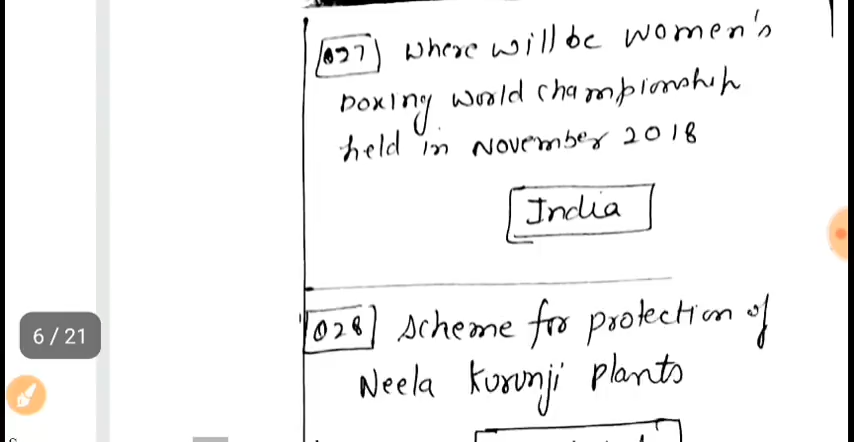 Q27) Where will be women's
Boxing World Championship
held in November 2018
India
Q28 Scheme for protection of
Neela Kurunji plants
6 / 21